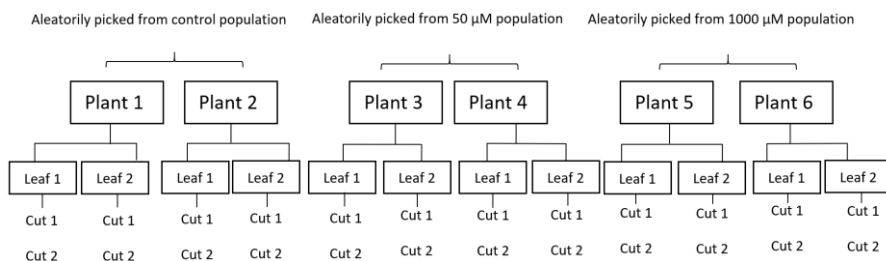 Aleatorily picked from control population Aleatorily picked from 50 µM population Aleatorily picked from 1000 µM population
Plant 1 Plant 2 Plant 3 Plant 4 Plant 5 Plant 6
Leaf 1 Leaf 2 Leaf 1 Leaf 2 Leaf 1 Leaf 2 Leaf 1 Leaf 2 Leaf 1 Leaf 2 Leaf 1 Leaf 2
Cut 1 Cut 1 Cut 1 Cut 1 Cut 1 Cut 1 Cut 1 Cut 1 Cut 1 Cut 1 Cut 1 Cut 1
Cut 2 Cut 2 Cut 2 Cut 2 Cut 2 Cut 2 Cut 2 Cut 2 Cut 2 Cut 2 Cut 2 Cut 2